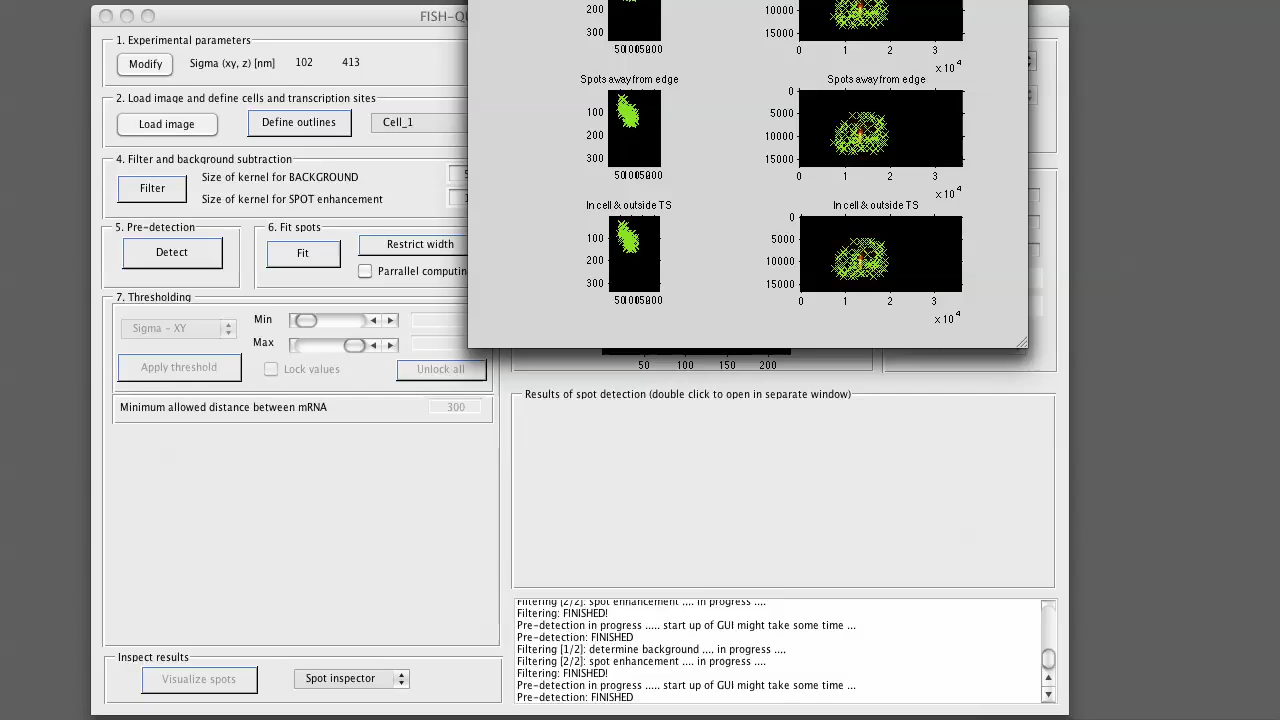 FISH-QU
1. Experimental parameters
Modify
Sigma (xy, z) [nm]
102
413
2. Load image and define cells and transcription sites
Load image
Define outlines
Cell_1
4. Filter and background subtraction
Filter
Size of kernel for BACKGROUND
5
Size of kernel for SPOT enhancement
1
5. Pre-detection
Detect
6. Fit spots
Fit
Restrict width
Parrallel computin
7. Thresholding
Sigma - XY
Min
Max
Apply threshold
Lock values
Unlock all
Minimum allowed distance between mRNA
300
Inspect results
Visualize spots
Spot inspector
200
300
10000
15000
0
1
2
3
x 10^4
Spots away from edge
100
200
300
Spots away from edge
0
5000
10000
15000
0
1
2
3
x 10^4
In cell & outside TS
100
200
300
In cell & outside TS
0
5000
10000
15000
0
1
2
3
x 10^4
50
100
150
200
Results of spot detection (double click to open in separate window)
Filtering [2/2]: spot enhancement .... in progress ....
Filtering: FINISHED!
Pre-detection in progress ..... start up of GUI might take some time ...
Pre-detection: FINISHED
Filtering [1/2]: determine background .... in progress ....
Filtering [2/2]: spot enhancement .... in progress ....
Filtering: FINISHED!
Pre-detection in progress ..... start up of GUI might take some time ...
Pre-detection: FINISHED